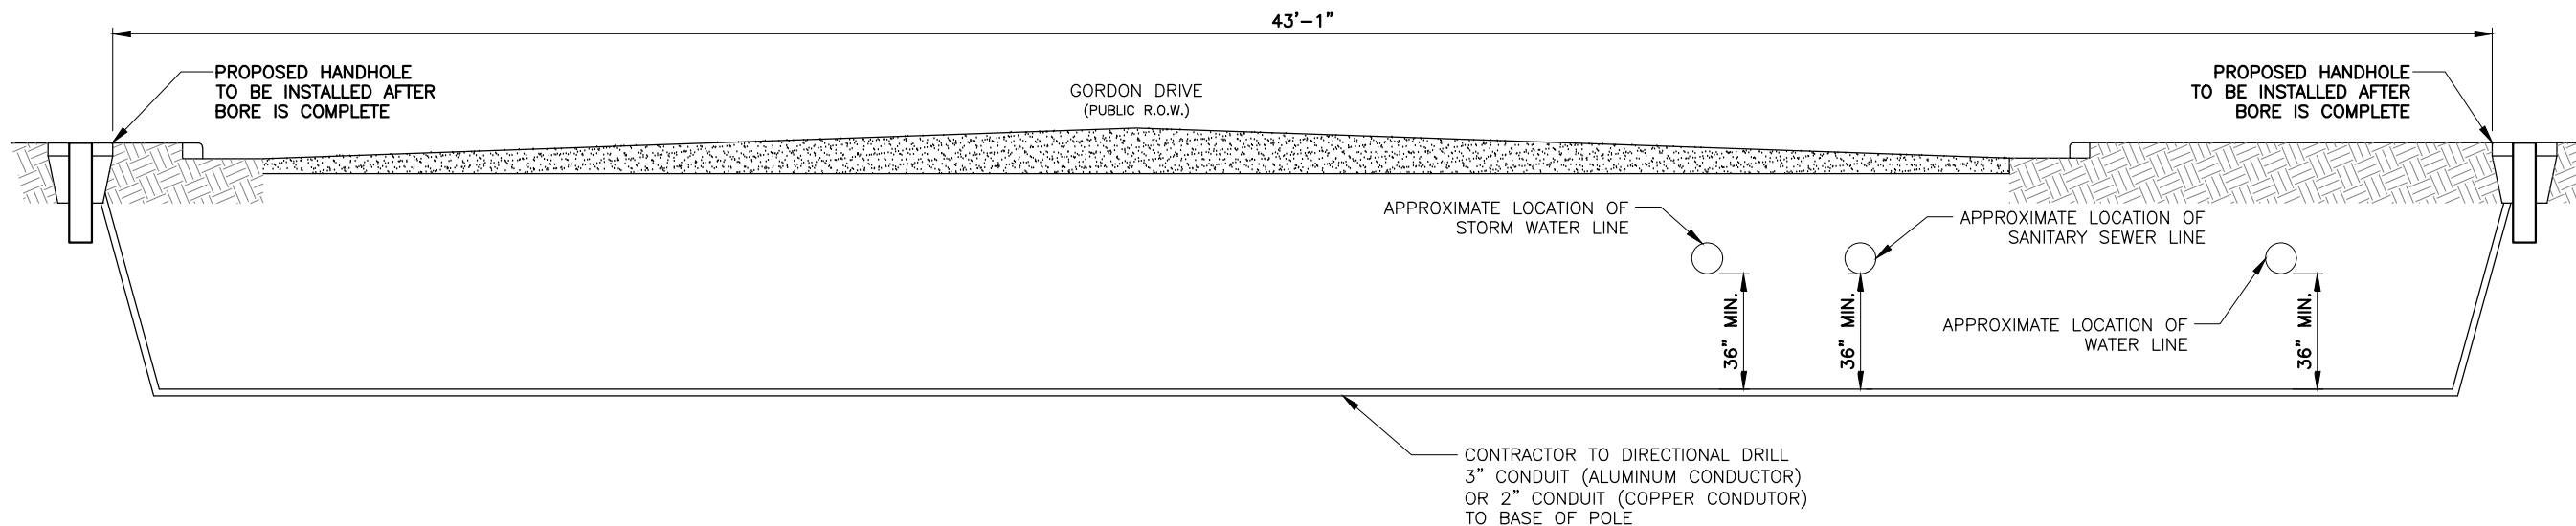 43'-1"
PROPOSED HANDHOLE
TO BE INSTALLED AFTER
BORE IS COMPLETE
GORDON DRIVE
(PUBLIC R.O.W.)
PROPOSED HANDHOLE
TO BE INSTALLED AFTER
BORE IS COMPLETE
APPROXIMATE LOCATION OF
STORM WATER LINE
APPROXIMATE LOCATION OF
SANITARY SEWER LINE
36" MIN.
36" MIN.
APPROXIMATE LOCATION OF
WATER LINE
36" MIN.
CONTRACTOR TO DIRECTIONAL DRILL
3" CONDUIT (ALUMINUM CONDUCTOR)
OR 2" CONDUIT (COPPER CONDUTOR)
TO BASE OF POLE